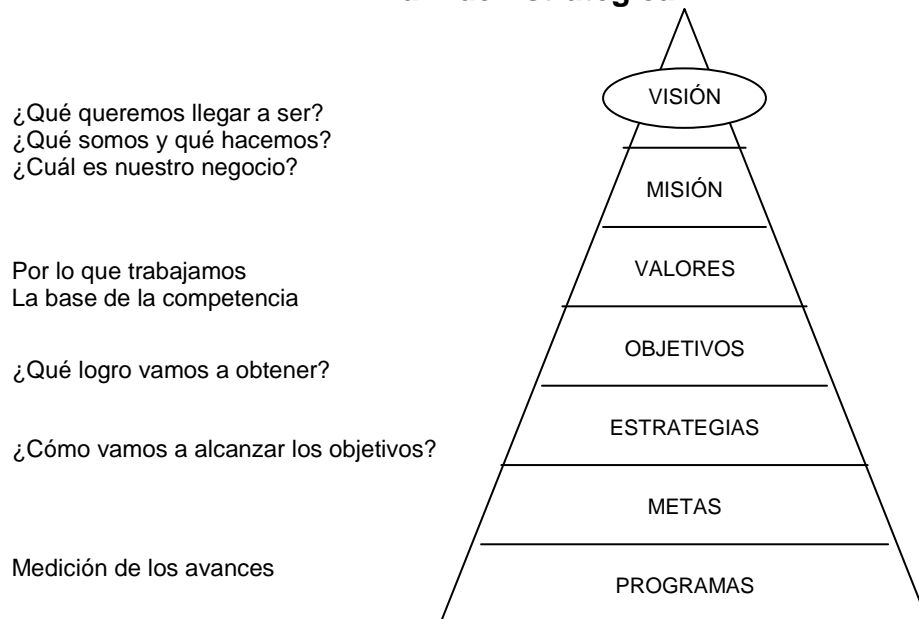 ¿Qué queremos llegar a ser?
¿Qué somos y qué hacemos?
¿Cuál es nuestro negocio?
Por lo que trabajamos
La base de la competencia
¿Qué logro vamos a obtener?
¿Cómo vamos a alcanzar los objetivos?
Medición de los avances
VISIÓN
MISIÓN
VALORES
OBJETIVOS
ESTRATEGIAS
METAS
PROGRAMAS